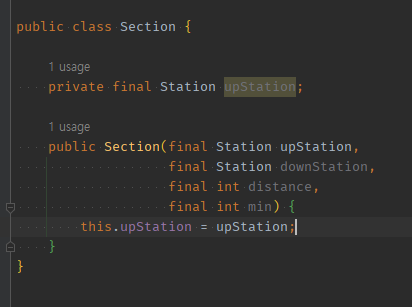 public class Section {
1 usage
private final Station upStation;
1 usage
public Section(final Station upStation,
final Station downStation,
final int distance,
final int min) {
this.upStation = upStation;
}
}